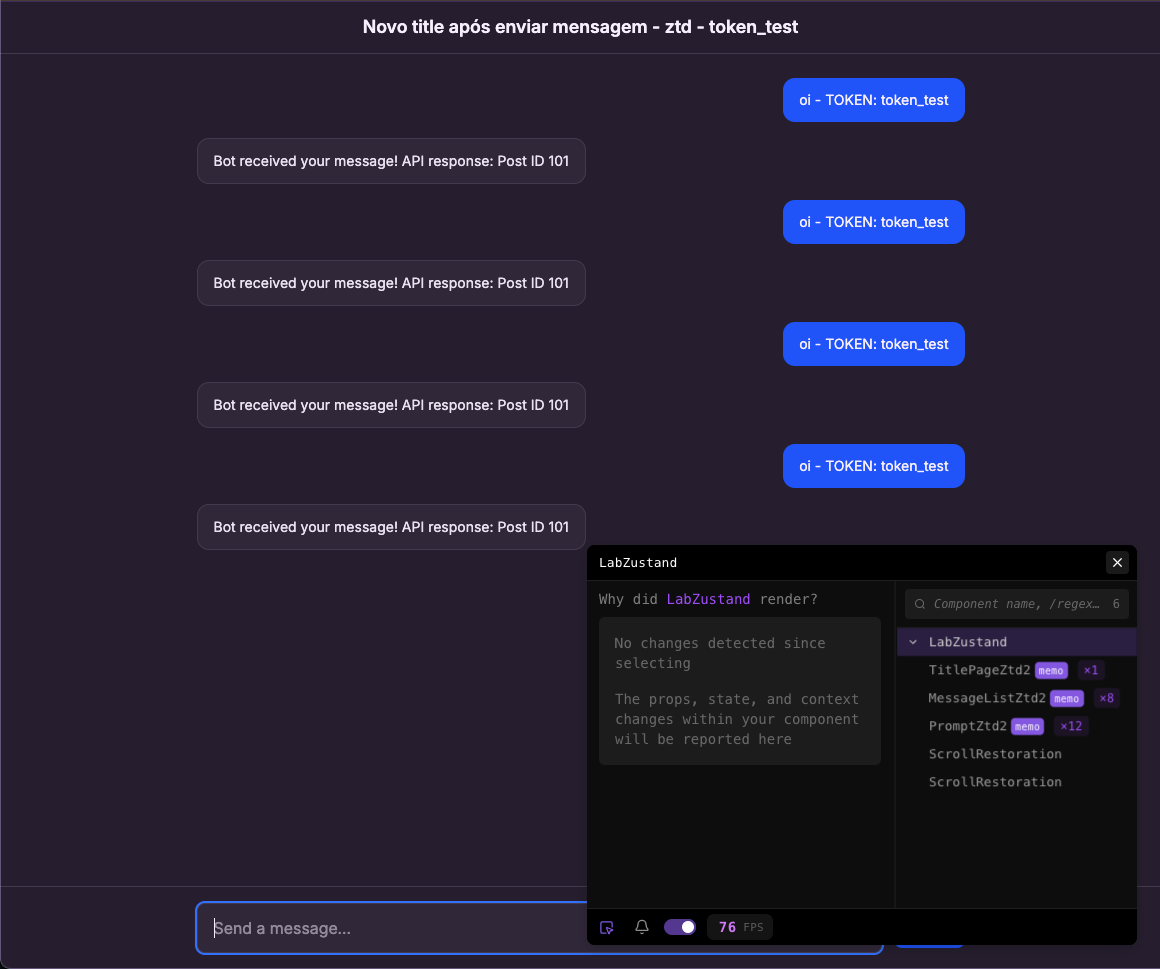 Novo title após enviar mensagem - ztd - token_test
oi - TOKEN: token_test
Bot received your message! API response: Post ID 101
oi - TOKEN: token_test
Bot received your message! API response: Post ID 101
oi - TOKEN: token_test
Bot received your message! API response: Post ID 101
oi - TOKEN: token_test
Bot received your message! API response: Post ID 101
LabZustand
Why did LabZustand render?
No changes detected since
selecting
The props, state, and context
changes within your component
will be reported here
Component name, /regex… 6
LabZustand
TitlePageZtd2 memo ×1
MessageListZtd2 memo ×8
PromptZtd2 memo ×12
ScrollRestoration
ScrollRestoration
76 FPS
Send a message...